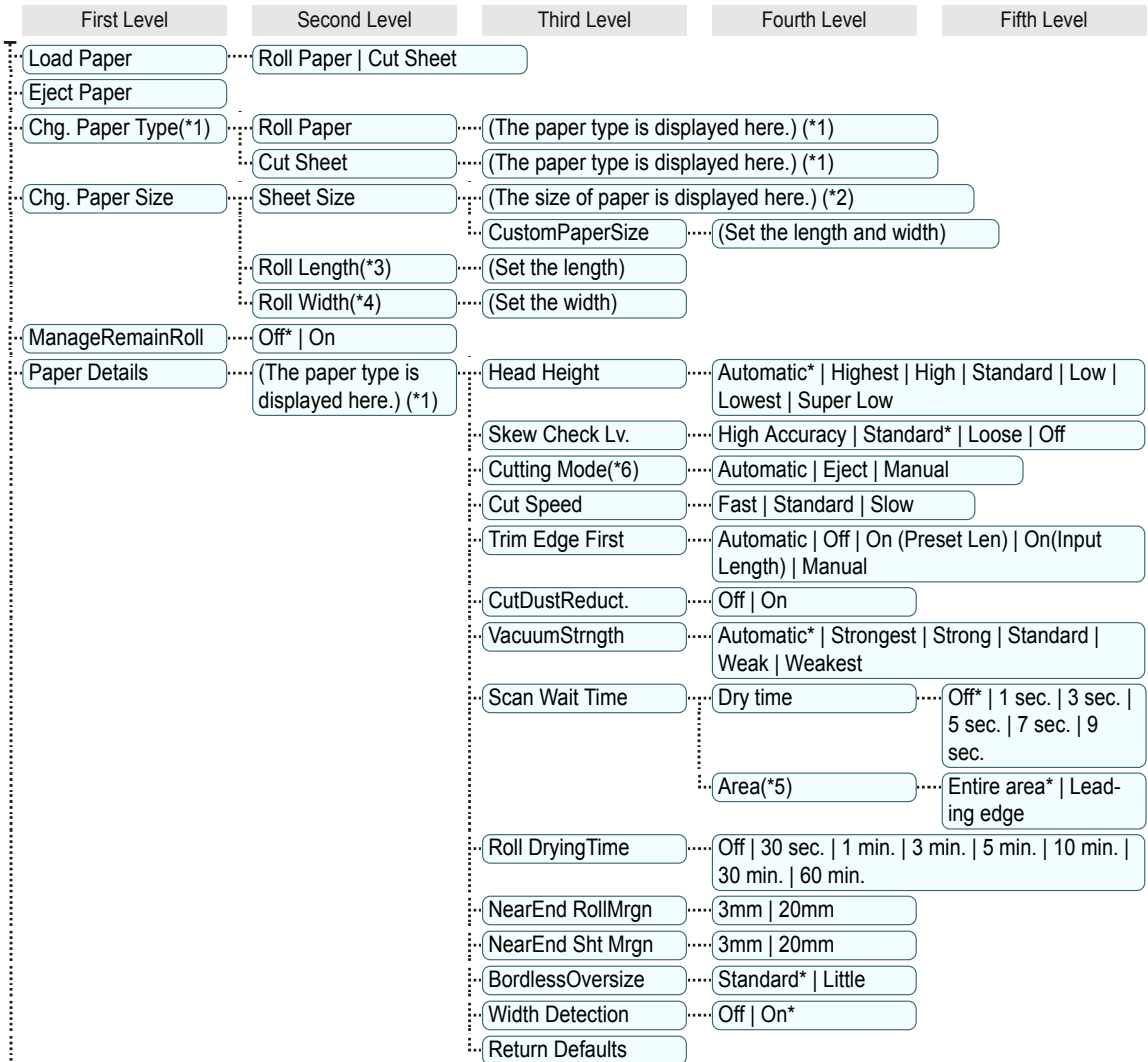 First Level Second Level Third Level Fourth Level Fifth Level
Load Paper Roll Paper | Cut Sheet
Eject Paper
Chg. Paper Type(*1) Roll Paper (The paper type is displayed here.) (*1)
Cut Sheet (The paper type is displayed here.) (*1)
Chg. Paper Size Sheet Size (The size of paper is displayed here.) (*2)
CustomPaperSize (Set the length and width)
Roll Length(*3) (Set the length)
Roll Width(*4) (Set the width)
ManageRemainRoll Off* | On
Paper Details (The paper type is Head Height Automatic* | Highest | High | Standard | Low |
displayed here.) (*1) Lowest | Super Low
Skew Check Lv. High Accuracy | Standard* | Loose | Off
Cutting Mode(*6) Automatic | Eject | Manual
Cut Speed Fast | Standard | Slow
Trim Edge First Automatic | Off | On (Preset Len) | On(Input
Length) | Manual
CutDustReduct. Off | On
VacuumStrngth Automatic* | Strongest | Strong | Standard |
Weak | Weakest
Scan Wait Time Dry time Off* | 1 sec. | 3 sec. |
5 sec. | 7 sec. | 9
sec.
Area(*5) Entire area* | Lead-
ing edge
Roll DryingTime Off | 30 sec. | 1 min. | 3 min. | 5 min. | 10 min. |
30 min. | 60 min.
NearEnd RollMrgn 3mm | 20mm
NearEnd Sht Mrgn 3mm | 20mm
BordlessOversize Standard* | Little
Width Detection Off | On*
Return Defaults